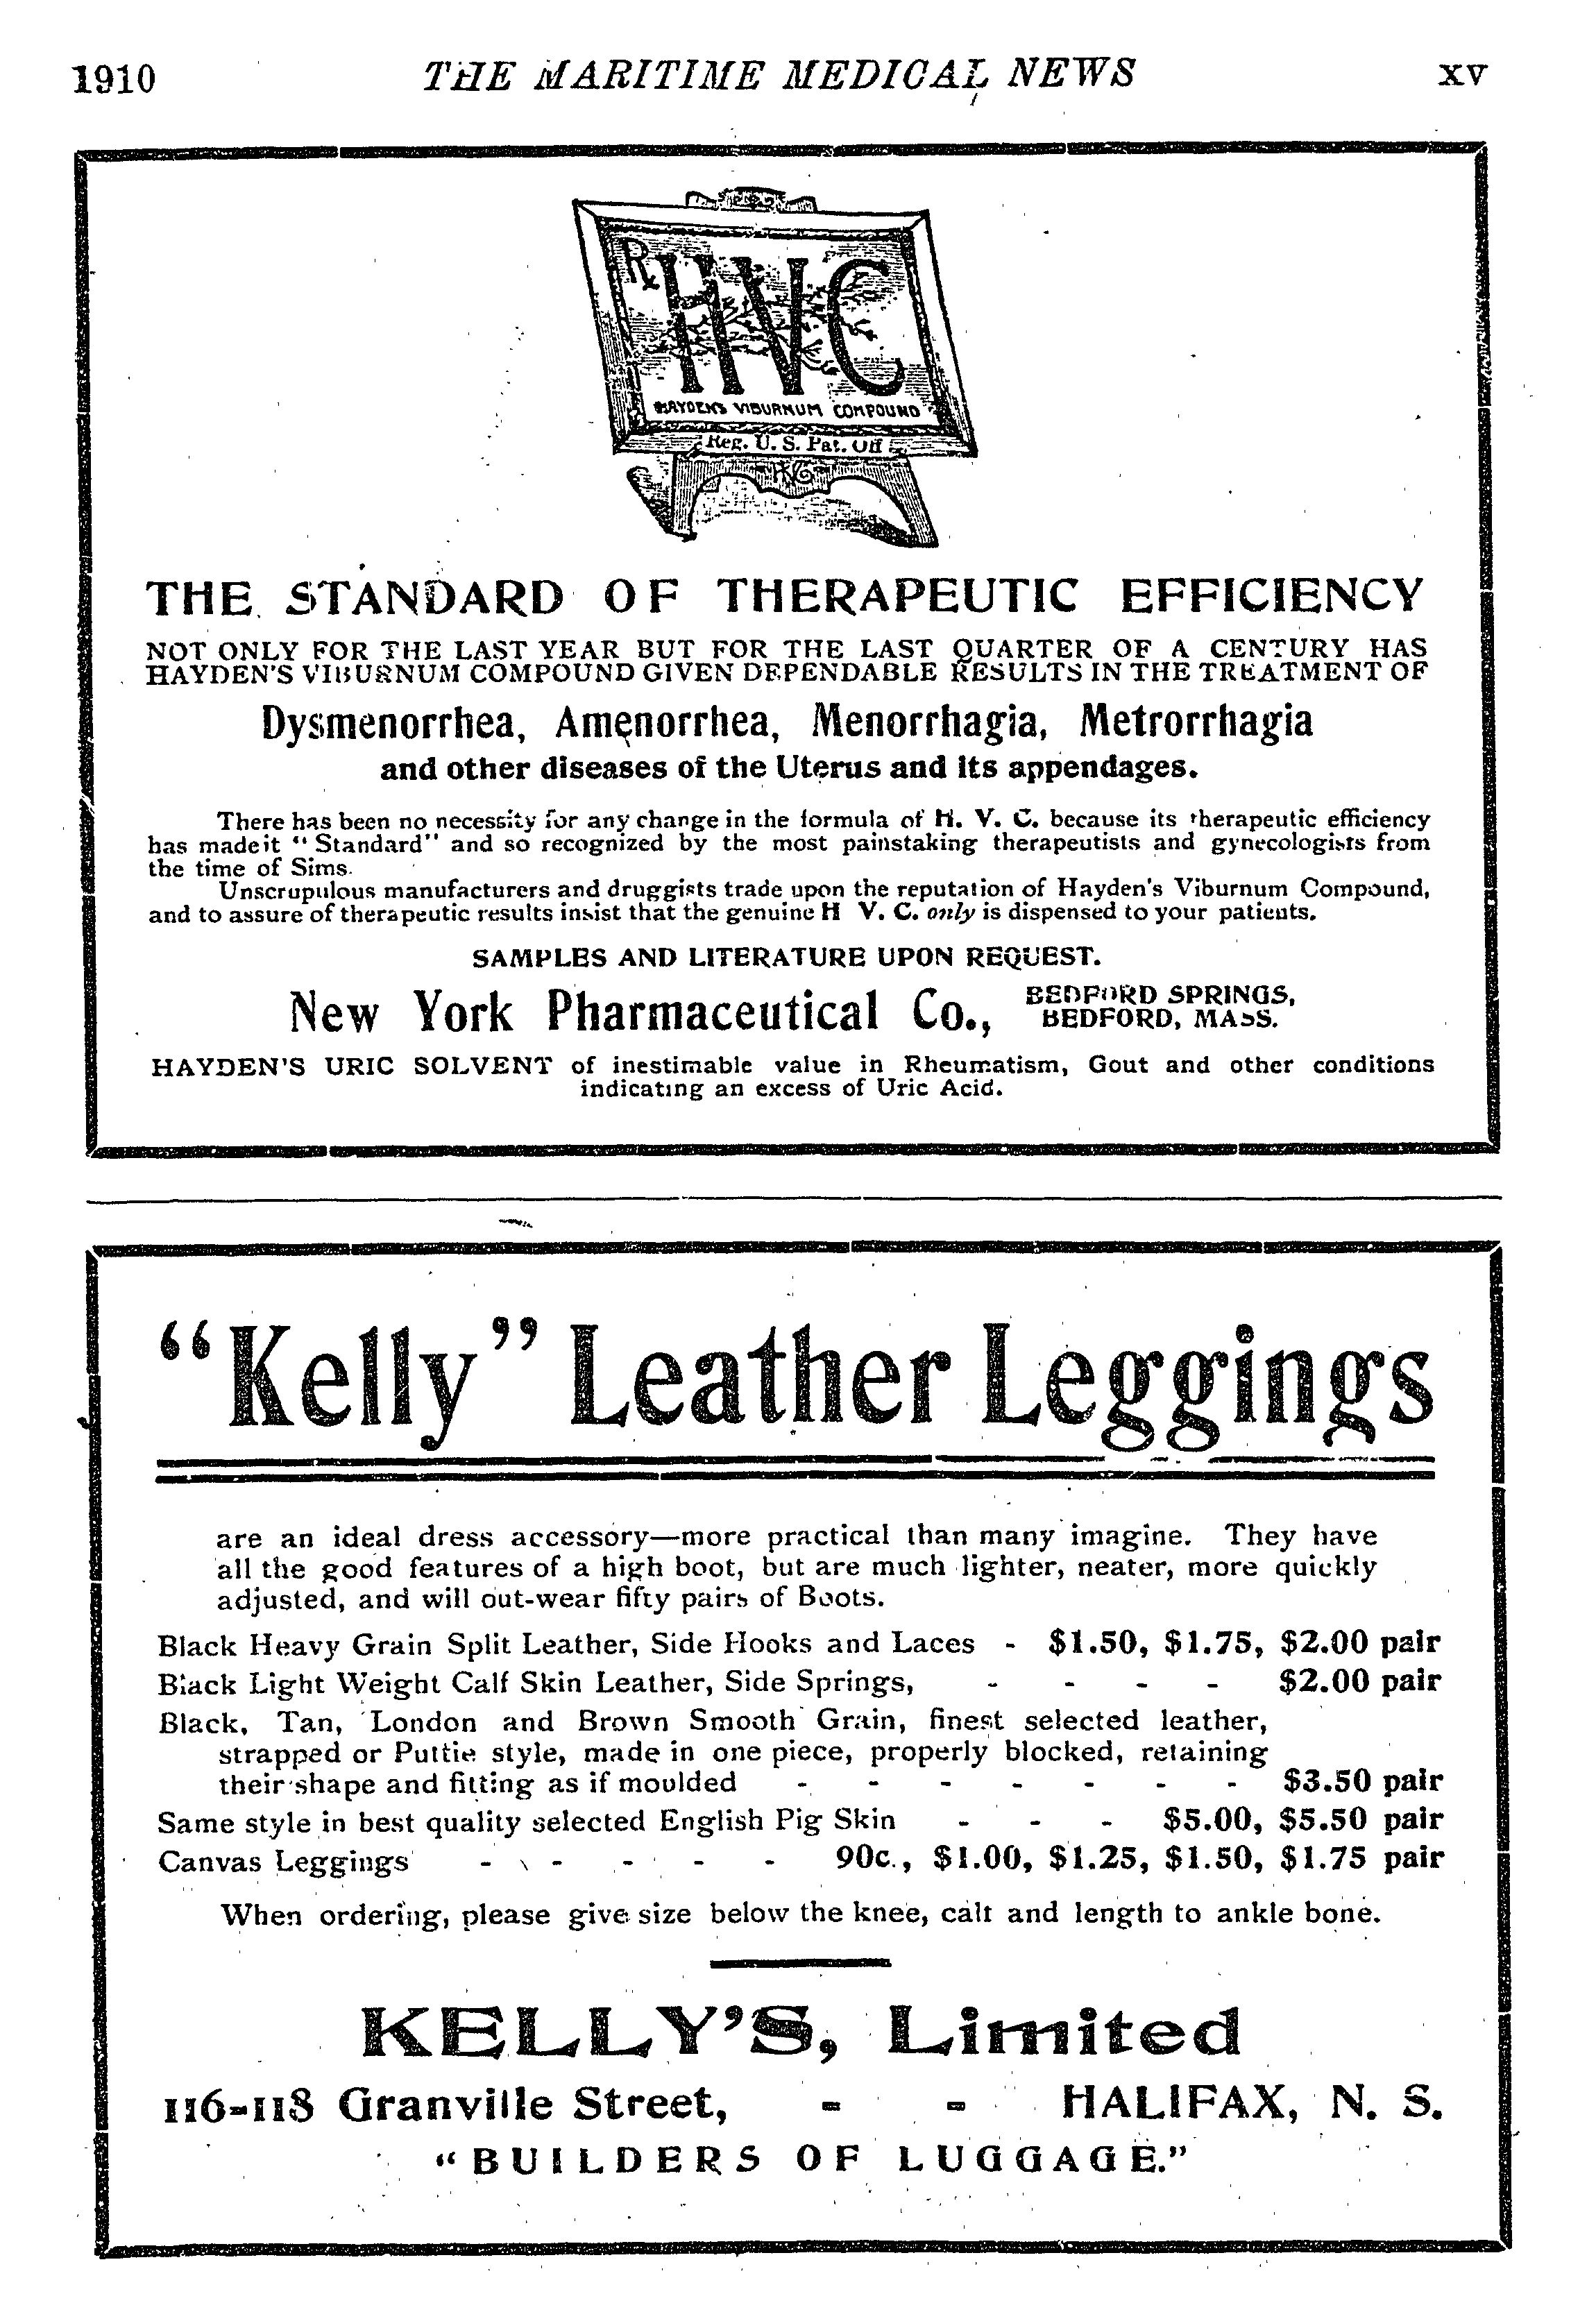 1910 THE MARITIME MEDICAL NEWS xv
Rx
HVC
HAYDEN'S VIBURNUM COMPOUND
Reg. U. S. Pat. Off
HVC
THE STANDARD OF THERAPEUTIC EFFICIENCY
NOT ONLY FOR THE LAST YEAR BUT FOR THE LAST QUARTER OF A CENTURY HAS
HAYDEN'S VIBURNUM COMPOUND GIVEN DEPENDABLE RESULTS IN THE TREATMENT OF
Dysmenorrhea, Amenorrhea, Menorrhagia, Metrorrhagia
and other diseases of the Uterus and its appendages.
There has been no necessity for any change in the formula of H. V. C. because its therapeutic efficiency
has made it "Standard" and so recognized by the most painstaking therapeutists and gynecologists from
the time of Sims.
Unscrupulous manufacturers and druggists trade upon the reputation of Hayden's Viburnum Compound,
and to assure of therapeutic results insist that the genuine H V. C. only is dispensed to your patients.
SAMPLES AND LITERATURE UPON REQUEST.
New York Pharmaceutical Co., BEDFORD SPRINGS,
BEDFORD, MASS.
HAYDEN'S URIC SOLVENT of inestimable value in Rheumatism, Gout and other conditions
indicating an excess of Uric Acid.
"Kelly" Leather Leggings
are an ideal dress accessory—more practical than many imagine. They have
all the good features of a high boot, but are much lighter, neater, more quickly
adjusted, and will out-wear fifty pairs of Boots.
Black Heavy Grain Split Leather, Side Hooks and Laces - $1.50, $1.75, $2.00 pair
Black Light Weight Calf Skin Leather, Side Springs, - - - - $2.00 pair
Black, Tan, London and Brown Smooth Grain, finest selected leather,
strapped or Puttie style, made in one piece, properly blocked, retaining
their shape and fitting as if moulded - - - - - - - $3.50 pair
Same style in best quality selected English Pig Skin - - - $5.00, $5.50 pair
Canvas Leggings - - - - - 90c., $1.00, $1.25, $1.50, $1.75 pair
When ordering, please give size below the knee, calf and length to ankle bone.
KELLY'S, Limited
116-118 Granville Street, - - HALIFAX, N. S.
"BUILDERS OF LUGGAGE."